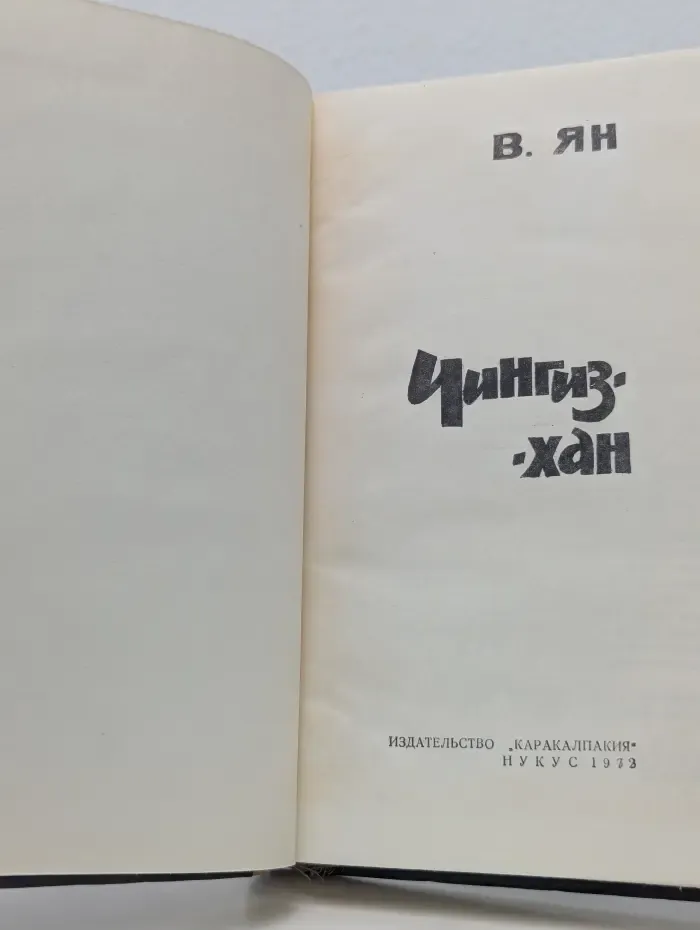 В. ЯН
Чингиз-
-хан
ИЗДАТЕЛЬСТВО „КАРАКАЛПАКИЯ"
НУКУС 1973